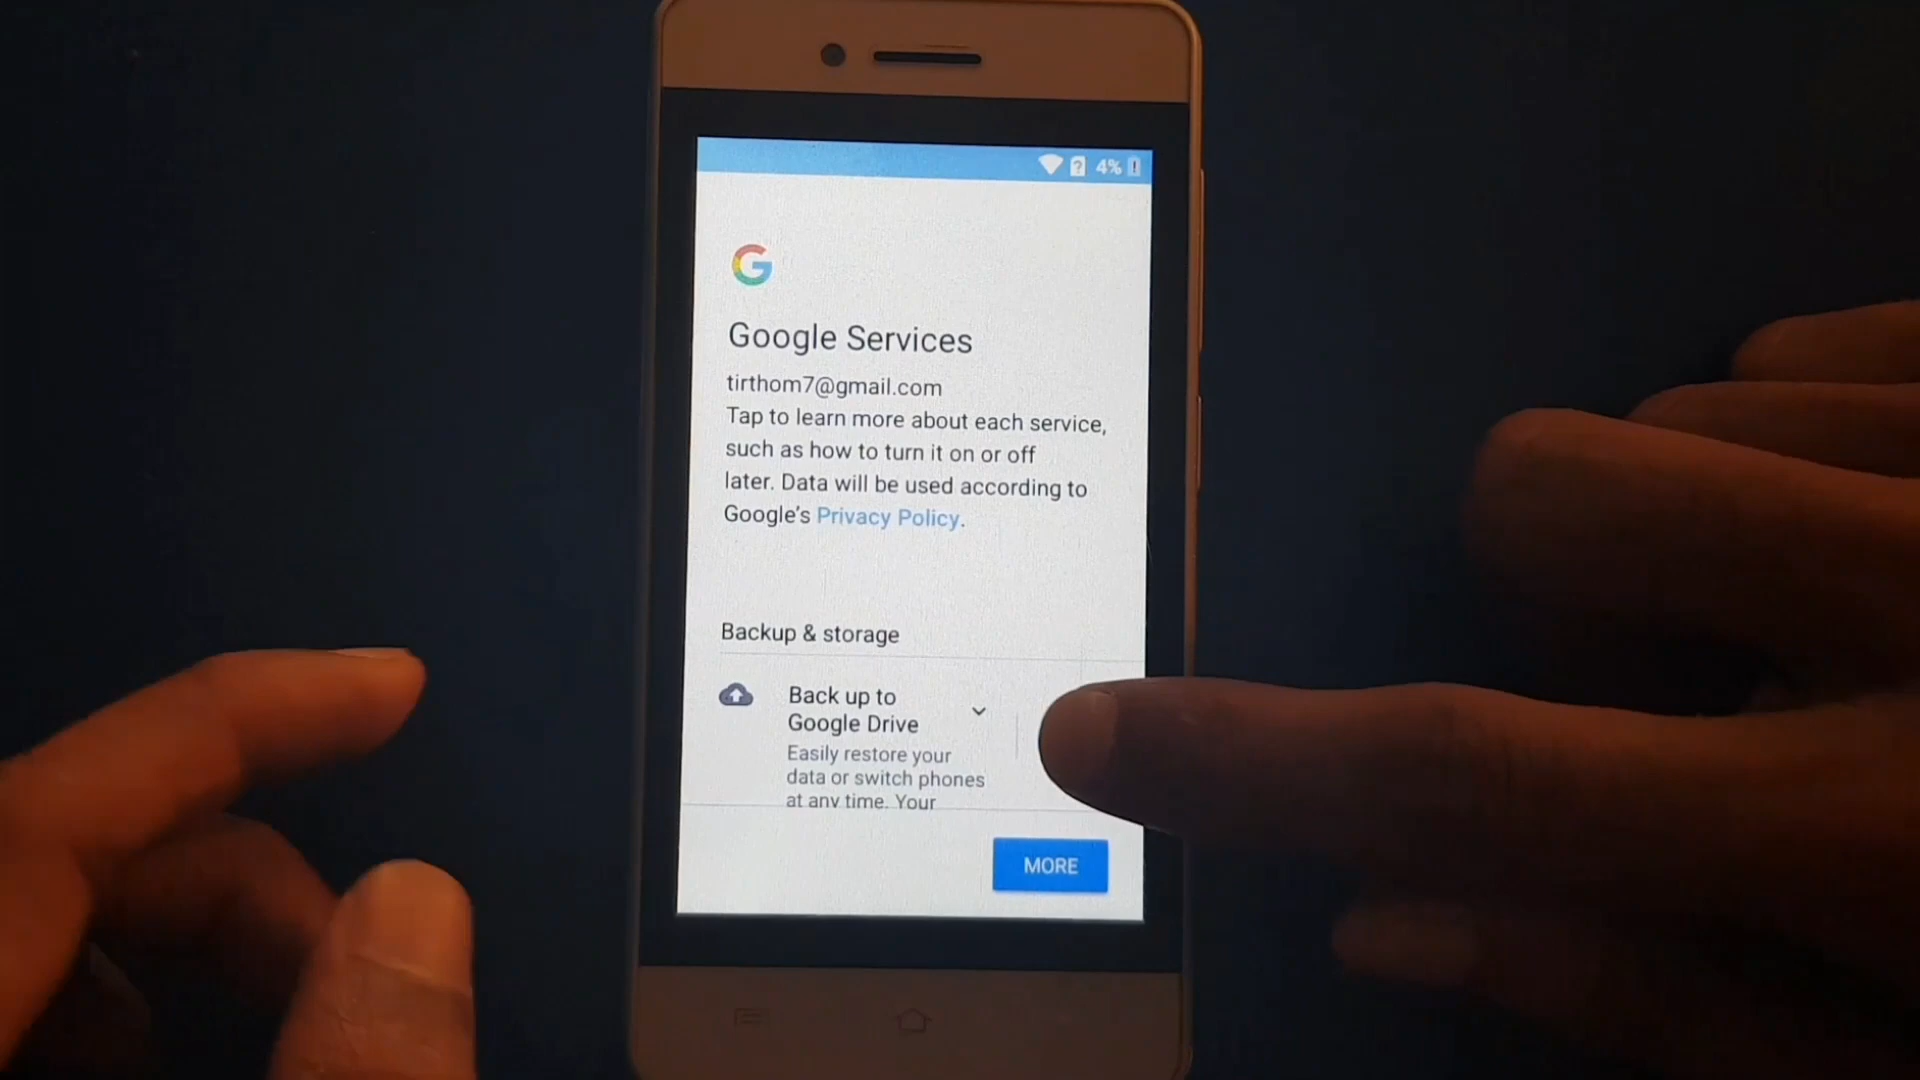 4%
Google Services
tirthom7@gmail.com
Tap to learn more about each service,
such as how to turn it on or off
later. Data will be used according to
Google's Privacy Policy.
Backup & storage
Back up to
Google Drive
Easily restore your
data or switch phones
at any time. Your
MORE